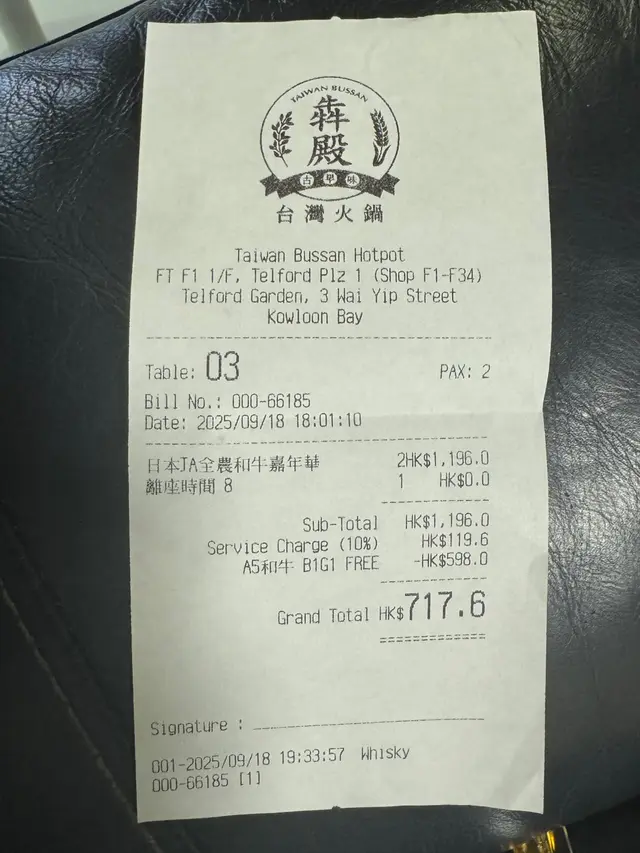 TAIWAN BUSSAN
犇殿
古早味
台灣火鍋
Taiwan Bussan Hotpot
FT F1 1/F, Telford Plz 1 (Shop F1-F34)
Telford Garden, 3 Wai Yip Street
Kowloon Bay
Table: 03 PAX: 2
Bill No.: 000-66185
Date: 2025/09/18 18:01:10
日本JA全農和牛嘉年華 2HK$1,196.0
離座時間 8 1 HK$0.0
Sub-Total HK$1,196.0
Service Charge (10%) HK$119.6
A5和牛 B1G1 FREE -HK$598.0
Grand Total HK$717.6
Signature :
001-2025/09/18 19:33:57 Whisky
000-66185 [1]